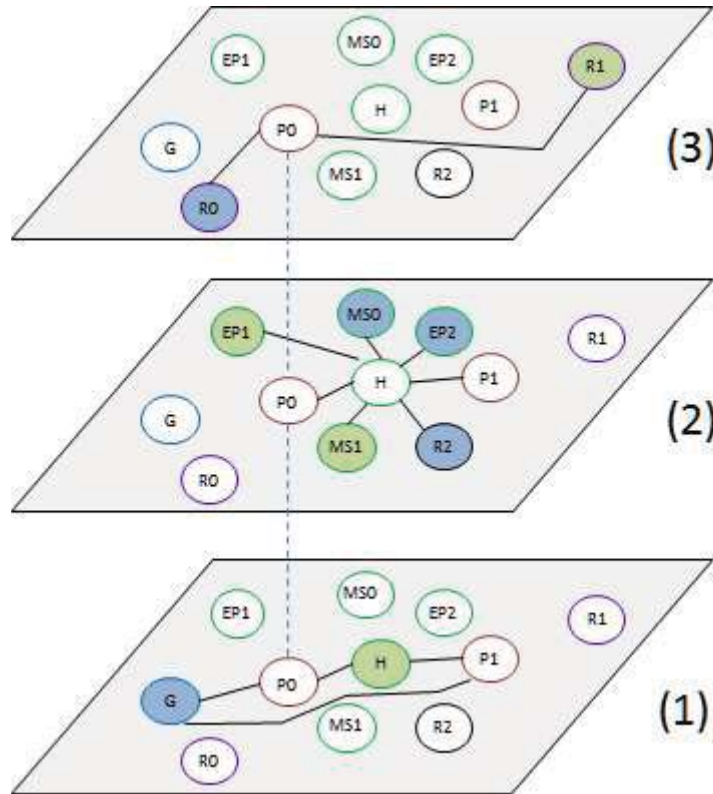 MS0
EP1 EP2
R1
H P1
P0
G (3)
MS1 R2
R0
MS0
EP1 EP2
R1
H P1
P0
G (2)
MS1 R2
R0
MS0
EP1 EP2
R1
H P1
P0
G (1)
MS1 R2
R0